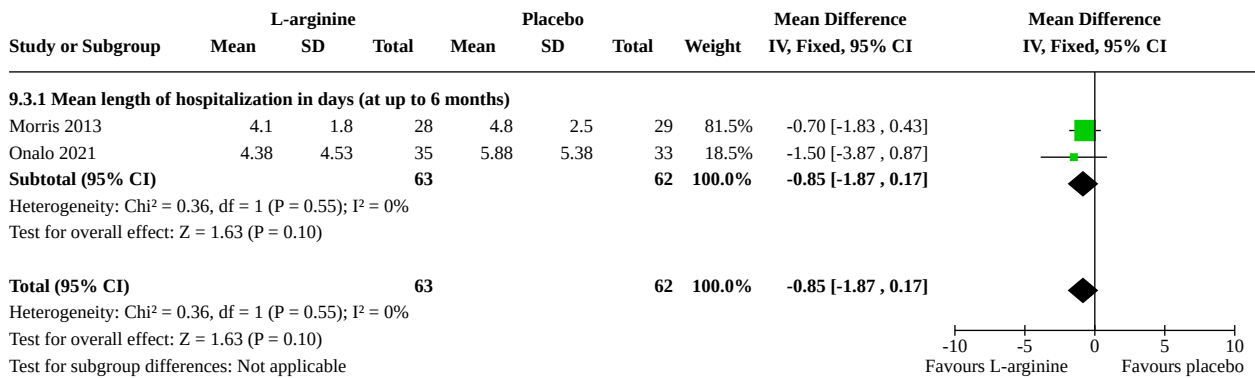 L-arginine Placebo Mean Difference Mean Difference
Study or Subgroup Mean SD Total Mean SD Total Weight IV, Fixed, 95% CI IV, Fixed, 95% CI
9.3.1 Mean length of hospitalization in days (at up to 6 months)
Morris 2013 4.1 1.8 28 4.8 2.5 29 81.5% -0.70 [-1.83 , 0.43]
Onalo 2021 4.38 4.53 35 5.88 5.38 33 18.5% -1.50 [-3.87 , 0.87]
Subtotal (95% CI) 63 62 100.0% -0.85 [-1.87 , 0.17]
Heterogeneity: Chi² = 0.36, df = 1 (P = 0.55); I² = 0%
Test for overall effect: Z = 1.63 (P = 0.10)
Total (95% CI) 63 62 100.0% -0.85 [-1.87 , 0.17]
Heterogeneity: Chi² = 0.36, df = 1 (P = 0.55); I² = 0%
Test for overall effect: Z = 1.63 (P = 0.10)
Test for subgroup differences: Not applicable
-10 -5 0 5 10
Favours L-arginine Favours placebo